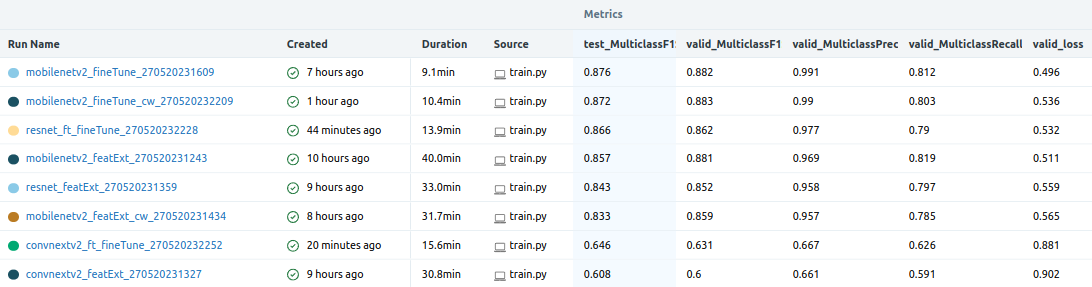 Metrics
Run Name Created Duration Source test_MulticlassF1 valid_MulticlassF1 valid_MulticlassPrec valid_MulticlassRecall valid_loss
mobilenetv2_fineTune_270520231609 7 hours ago 9.1min train.py 0.876 0.882 0.991 0.812 0.496
mobilenetv2_fineTune_cw_270520232209 1 hour ago 10.4min train.py 0.872 0.883 0.99 0.803 0.536
resnet_ft_fineTune_270520232228 44 minutes ago 13.9min train.py 0.866 0.862 0.977 0.79 0.532
mobilenetv2_featExt_270520231243 10 hours ago 40.0min train.py 0.857 0.881 0.969 0.819 0.511
resnet_featExt_270520231359 9 hours ago 33.0min train.py 0.843 0.852 0.958 0.797 0.559
mobilenetv2_featExt_cw_270520231434 8 hours ago 31.7min train.py 0.833 0.859 0.957 0.785 0.565
convnextv2_ft_fineTune_270520232252 20 minutes ago 15.6min train.py 0.646 0.631 0.667 0.626 0.881
convnextv2_featExt_270520231327 9 hours ago 30.8min train.py 0.608 0.6 0.661 0.591 0.902